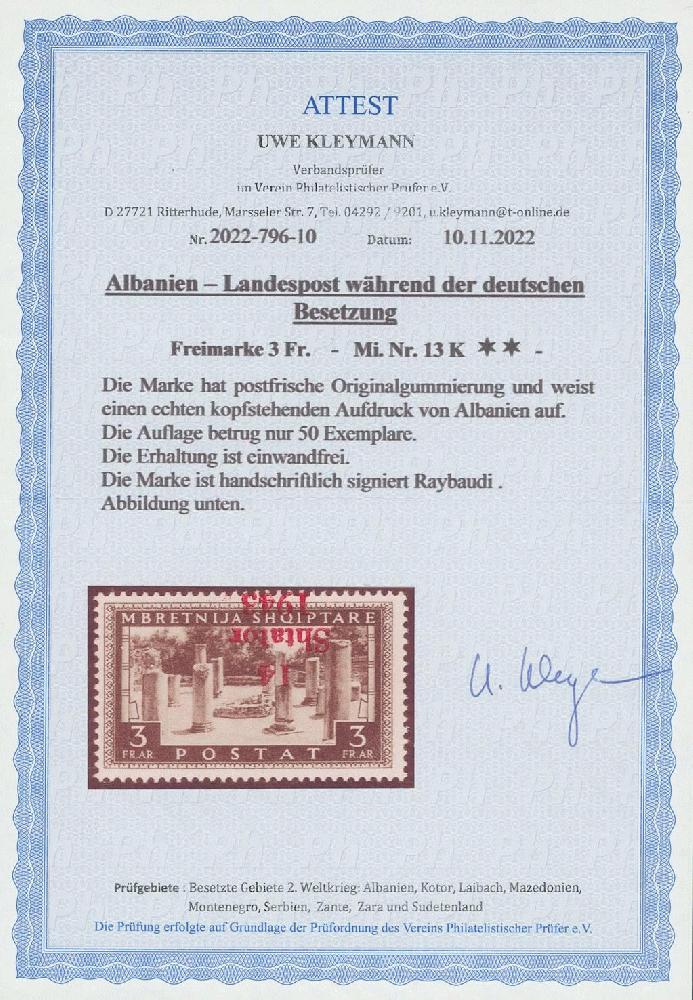 ATTEST
UWE KLEYMANN
Verbandsprüfer
im Verein Philatelistischer Prüfer e.V.
D 27721 Ritterhude, Marsseler Str. 7, Tel. 04292 / 9201, u.kleymann@t-online.de
Nr. 2022-796-10 Datum: 10.11.2022
Albanien – Landespost während der deutschen
Besetzung
Freimarke 3 Fr. - Mi. Nr. 13 K ** -
Die Marke hat postfrische Originalgummierung und weist
einen echten kopfstehenden Aufdruck von Albanien auf.
Die Auflage betrug nur 50 Exemplare.
Die Erhaltung ist einwandfrei.
Die Marke ist handschriftlich signiert Raybaudi .
Abbildung unten.
1943
MBRETNIJA SHQIPTARE
Shtator
14
3 3
FR.AR FR.AR
POSTAT
U. Kleymann
Prüfgebiete : Besetzte Gebiete 2. Weltkrieg: Albanien, Kotor, Laibach, Mazedonien,
Montenegro, Serbien, Zante, Zara und Sudetenland
Die Prüfung erfolgte auf Grundlage der Prüfordnung des Vereins Philatelistischer Prüfer e.V.